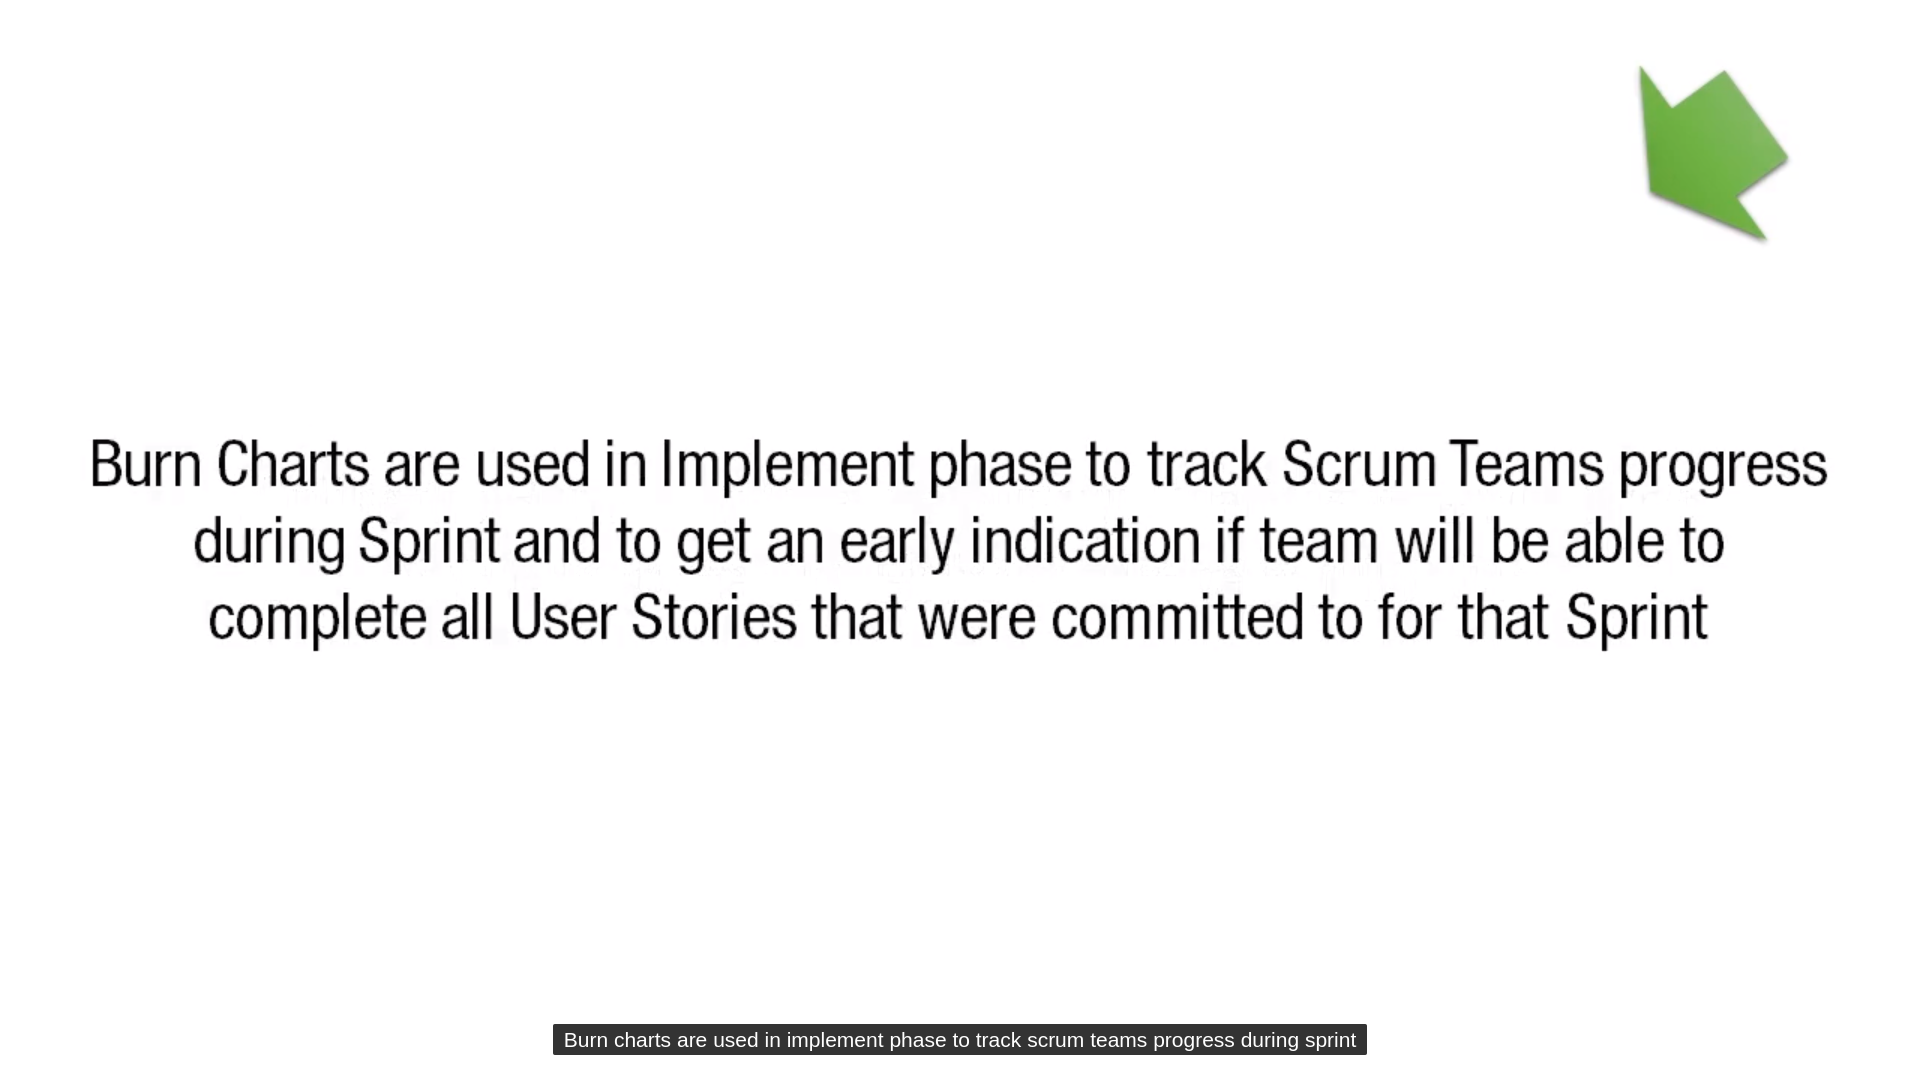 Burn Charts are used in Implement phase to track Scrum Teams progress
during Sprint and to get an early indication if team will be able to
complete all User Stories that were committed to for that Sprint
Burn charts are used in implement phase to track scrum teams progress during sprint